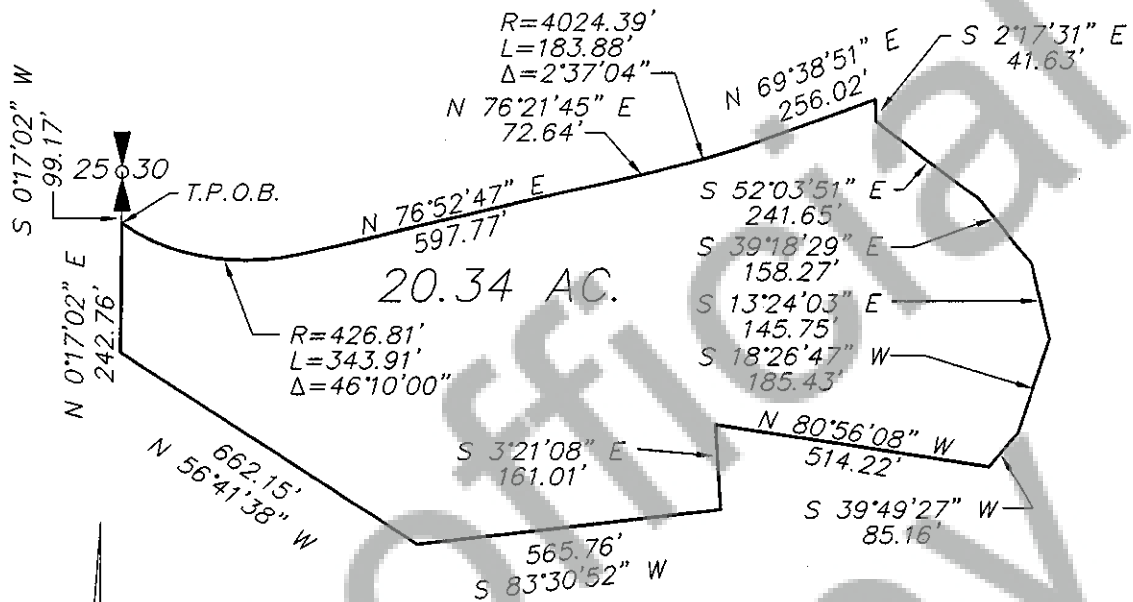 R=4024.39'
L=183.88'
Δ=2°37'04"
N 76°21'45" E
72.64'
N 69°38'51" E
256.02'
S 2°17'31" E
41.63'
S 0°17'02" W
99.17'
25 30
T.P.O.B.
N 76°52'47" E
597.77'
S 52°03'51" E
241.65'
S 39°18'29" E
158.27'
S 13°24'03" E
145.75'
S 18°26'47" W
185.43'
20.34 AC.
N 0°17'02" E
242.76'
R=426.81'
L=343.91'
Δ=46°10'00"
662.15'
N 56°41'38" W
S 3°21'08" E
161.01'
N 80°56'08" W
514.22'
S 39°49'27" W
85.16'
565.76'
S 83°30'52" W